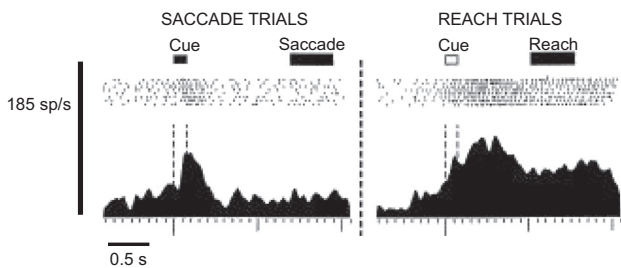 SACCADE TRIALS
REACH TRIALS
Cue
Saccade
Cue
Reach
185 sp/s
0.5 s